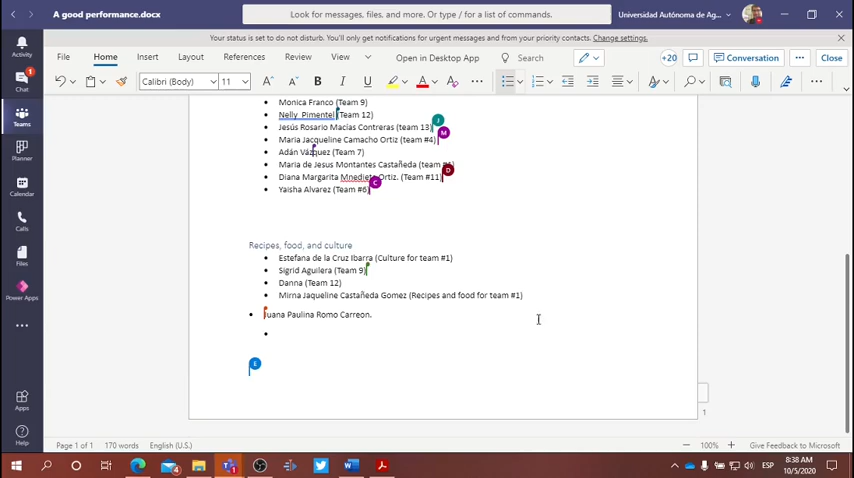 A good performance.docx
Look for messages, files, and more. Or type / for a list of commands.
Universidad Autónoma de Ag...
Your status is set to do not disturb. You'll only get notifications for urgent messages and from your priority contacts. Change settings.
Activity
Chat
1
Teams
Planner
Calendar
Calls
Files
Power Apps
Apps
Help
File
Home
Insert
Layout
References
Review
View
Open in Desktop App
Search
+20
Conversation
Close
Calibri (Body)
11
Monica Franco (Team 9)
Nelly Pimentel (Team 12)
Jesús Rosario Macías Contreras (team 13)
J
Maria Jacqueline Camacho Ortiz (team #4)
M
Adán Vázquez (Team 7)
Maria de Jesus Montantes Castañeda (team
Diana Margarita Mnedieta Ortiz. (Team #11)
D
Yaisha Alvarez (Team #6)
C
Recipes, food, and culture
Estefana de la Cruz Ibarra (Culture for team #1)
Sigrid Aguilera (Team 9)
Danna (Team 12)
Mirna Jaqueline Castañeda Gomez (Recipes and food for team #1)
Juana Paulina Romo Carreon.
E
1
Page 1 of 1
170 words
English (U.S.)
100%
Give Feedback to Microsoft
ESP
8:38 AM
10/5/2020